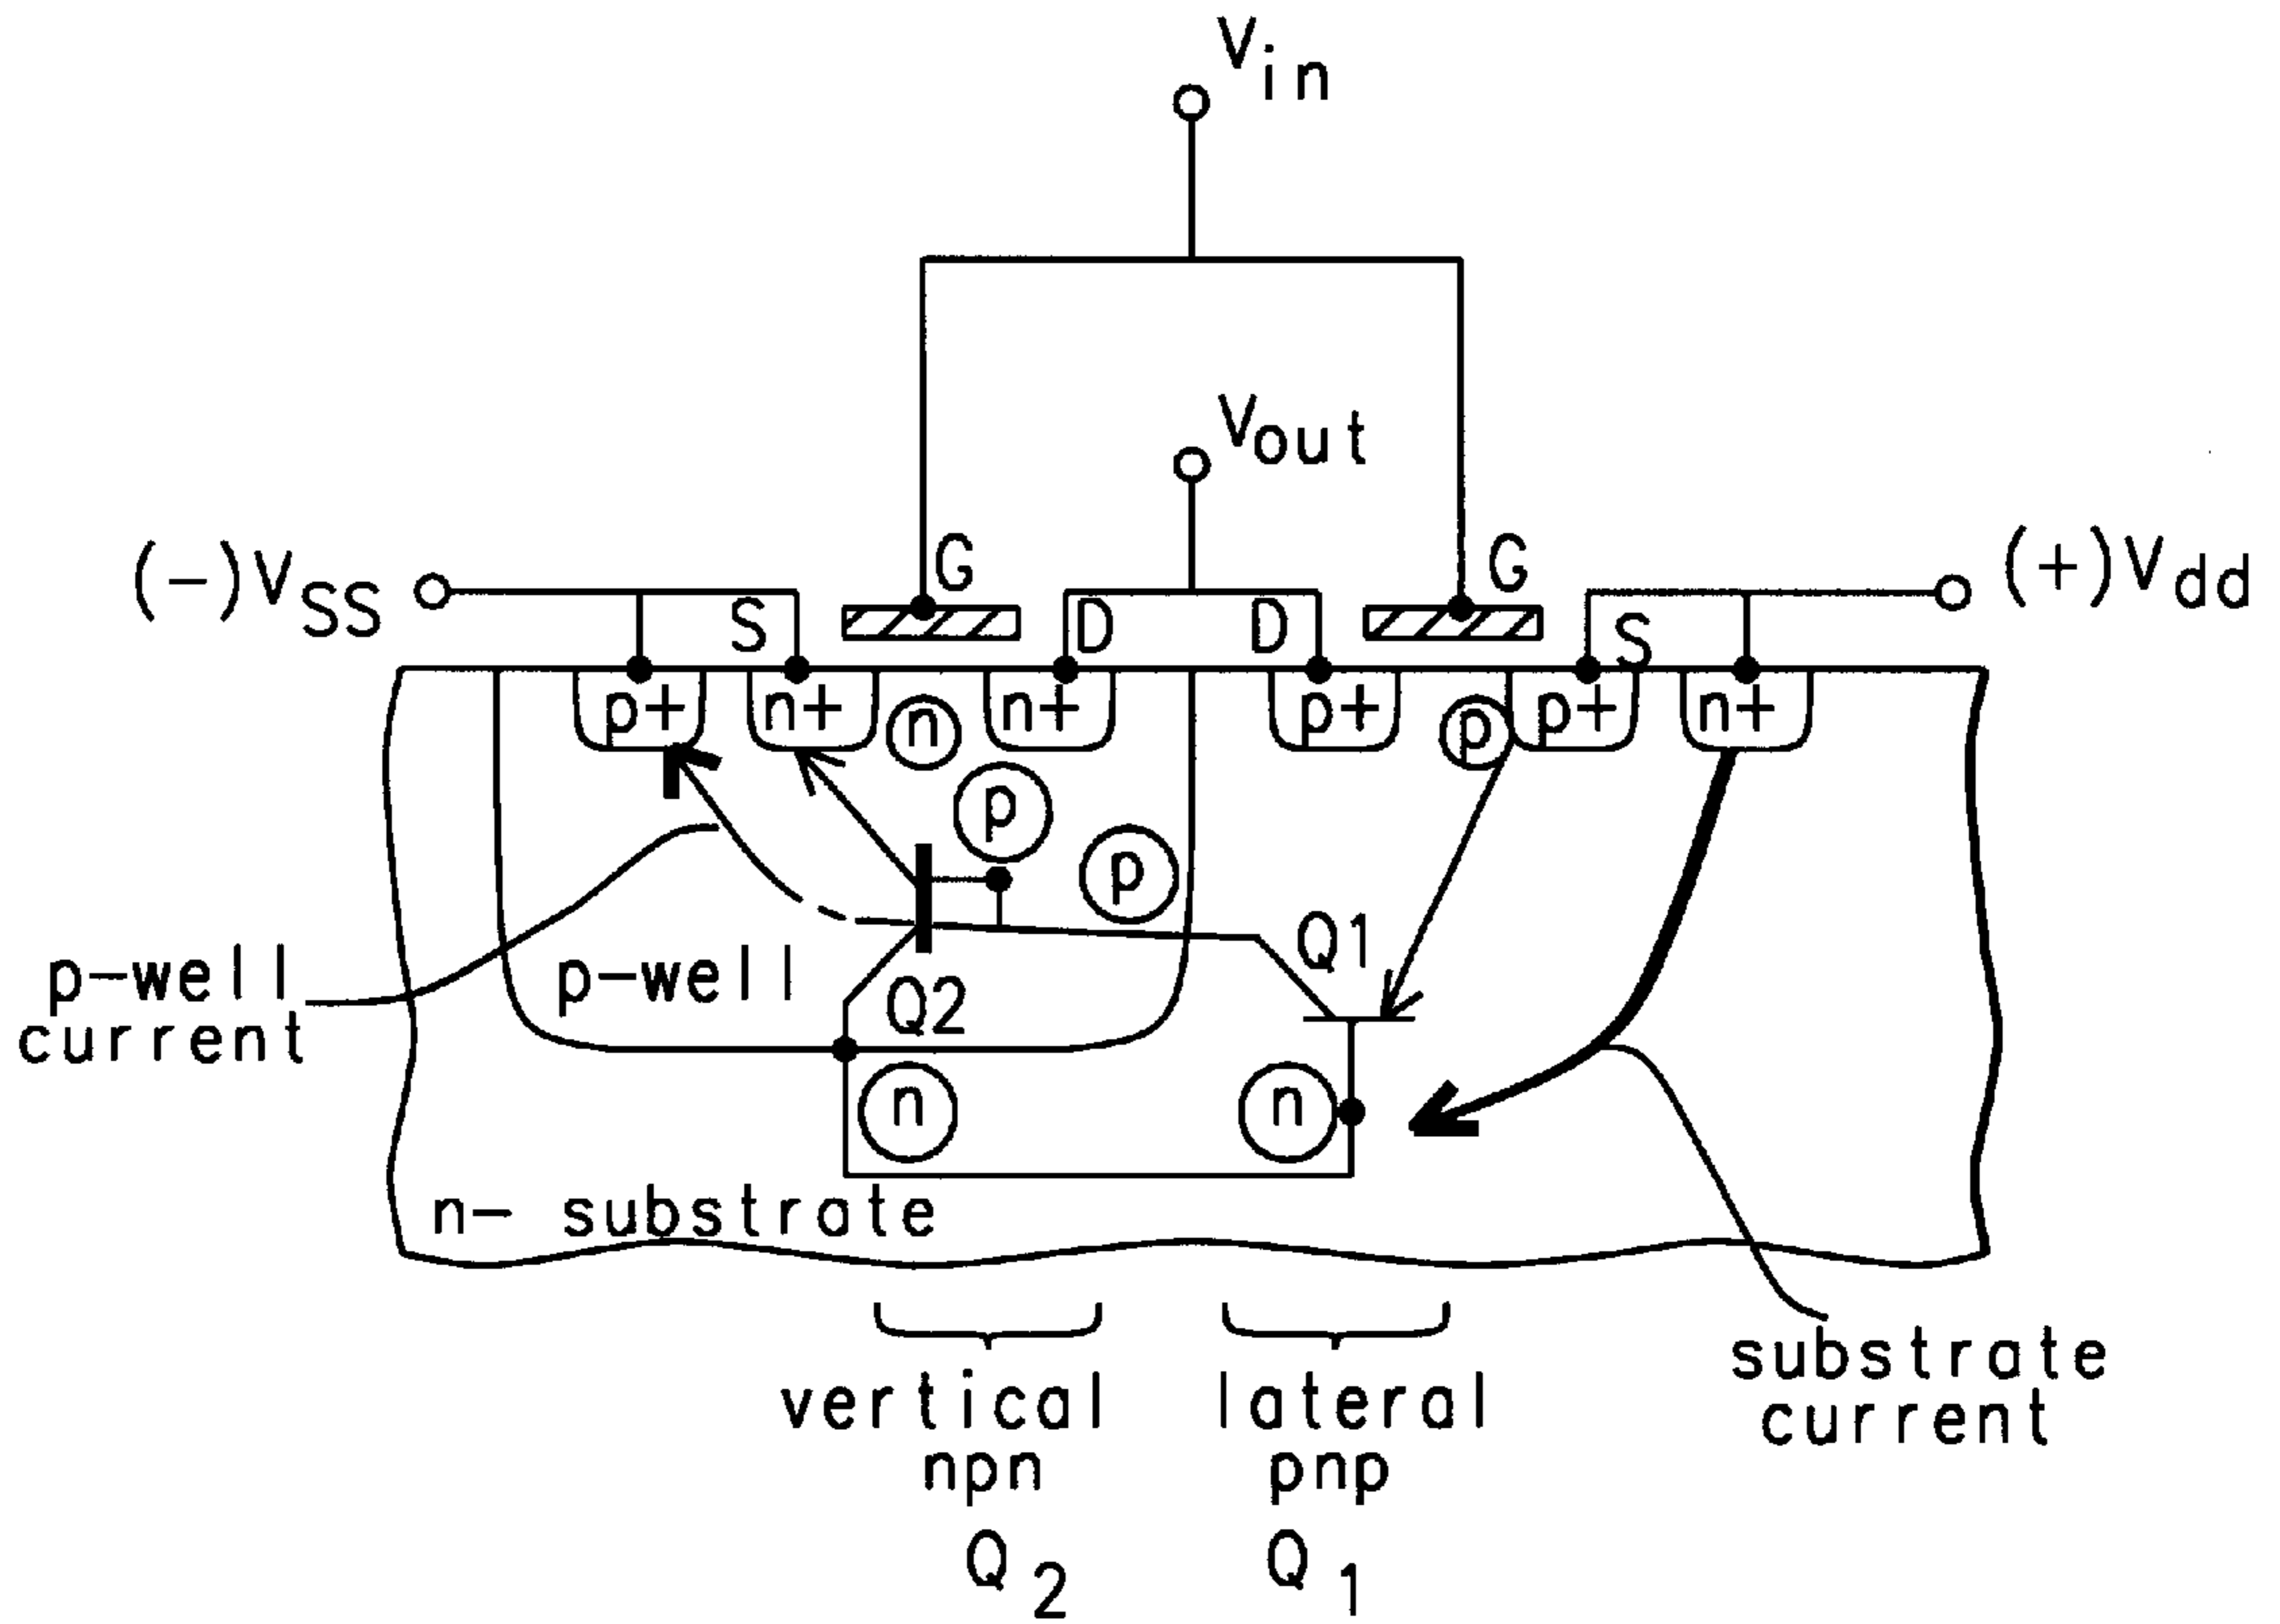 Vin
Vout
(-)VSS
S
G
D
D
G
S
(+)Vdd
p+
n+
n
n+
p+
p
p+
n+
p
p
Q1
p-well
current
p-well
Q2
n
n
n- substrate
substrate
current
vertical
npn
Q2
lateral
pnp
Q1